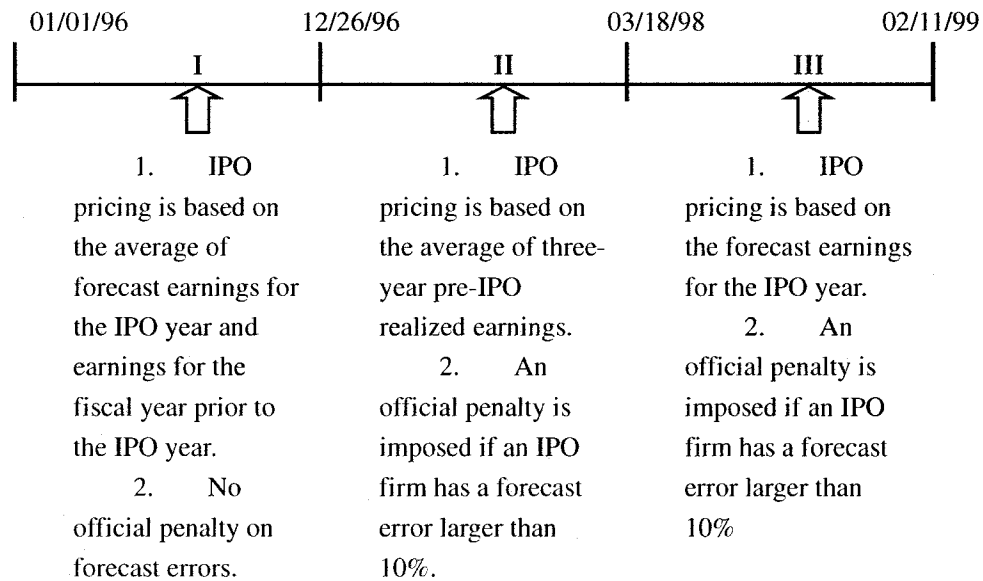 01/01/96 12/26/96 03/18/98 02/11/99
I II III
1. IPO
pricing is based on
the average of
forecast earnings for
the IPO year and
earnings for the
fiscal year prior to
the IPO year.
2. No
official penalty on
forecast errors.
1. IPO
pricing is based on
the average of three-
year pre-IPO
realized earnings.
2. An
official penalty is
imposed if an IPO
firm has a forecast
error larger than
10%.
1. IPO
pricing is based on
the forecast earnings
for the IPO year.
2. An
official penalty is
imposed if an IPO
firm has a forecast
error larger than
10%